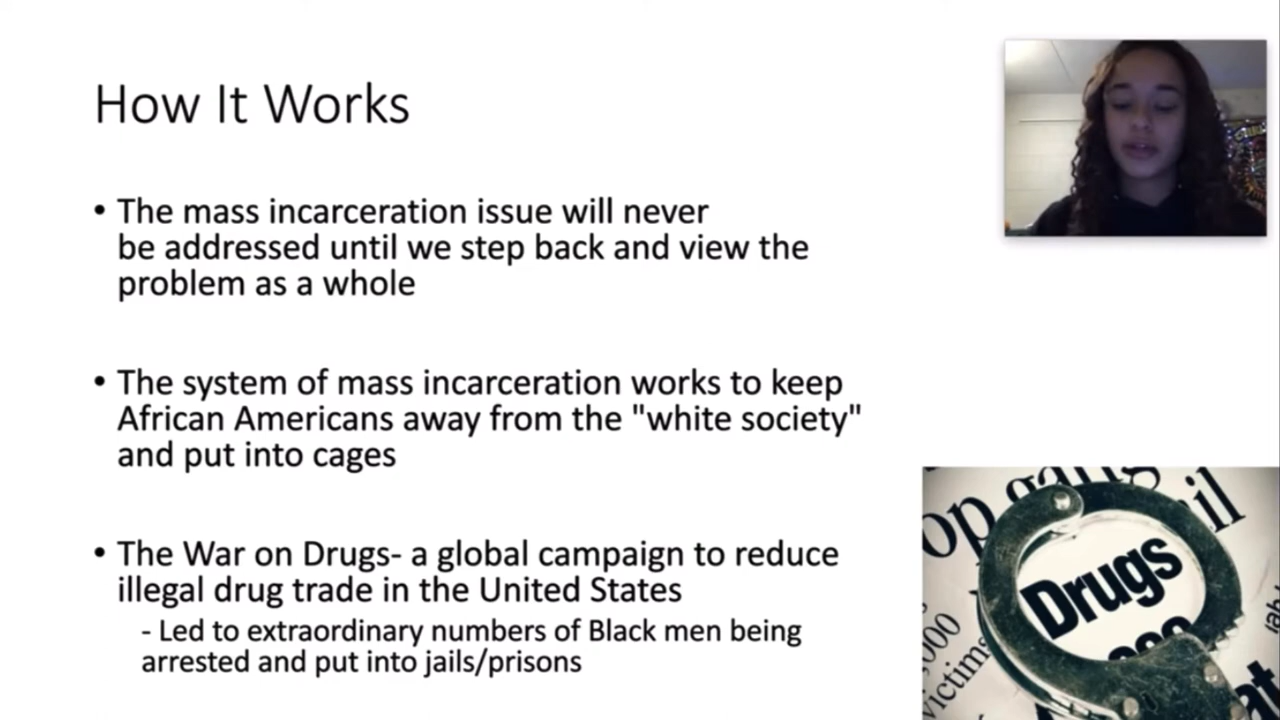 How It Works
• The mass incarceration issue will never
be addressed until we step back and view the
problem as a whole
• The system of mass incarceration works to keep
African Americans away from the "white society"
and put into cages
• The War on Drugs- a global campaign to reduce
illegal drug trade in the United States
- Led to extraordinary numbers of Black men being
arrested and put into jails/prisons
op gang
Drugs
victims